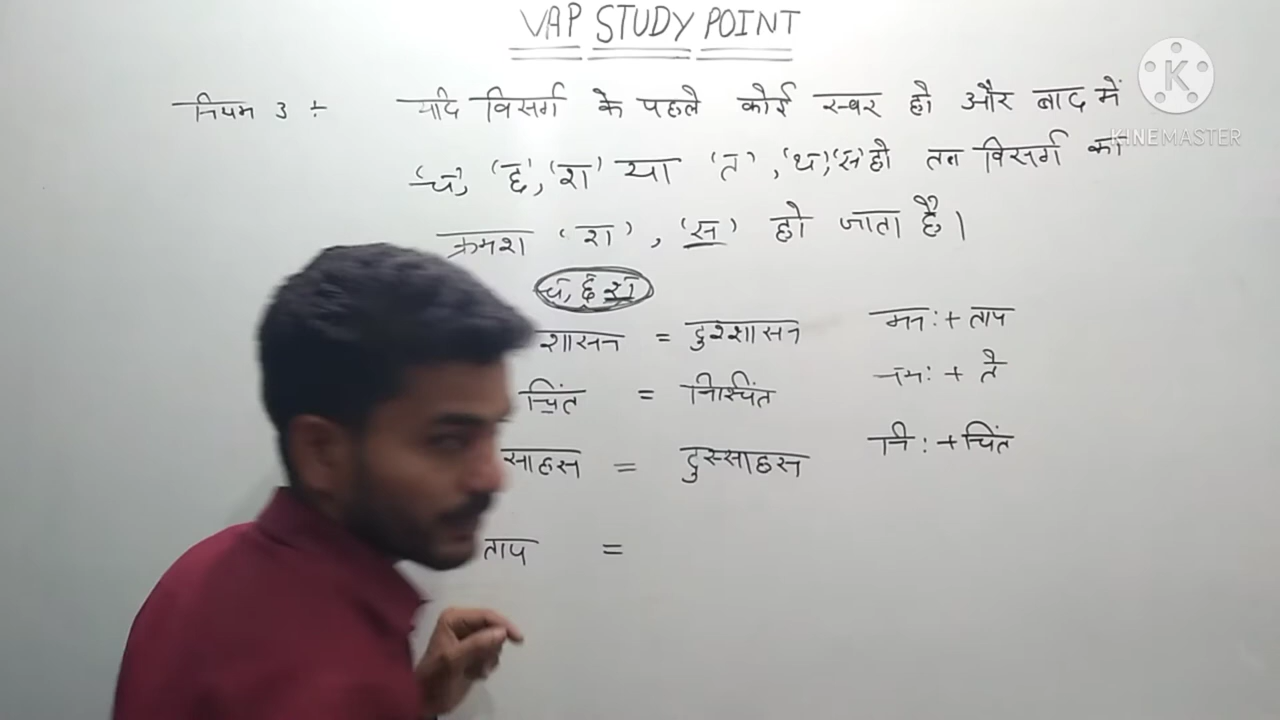 VAP STUDY POINT
K
KINEMASTER
नियम 3 ÷ यदि विसर्ग के पहले कोई स्वर हो और बाद में
'च', 'छ', 'श' या 'त', 'थ', 'स' हो तब विसर्ग का
क्रमश 'श', 'स' हो जाता है।
च, छ श
शासन = दुश्शासन मनः + ताप
चिंत = निश्चिंत नमः + ते
साहस = दुस्साहस निः + चिंत
ताप =